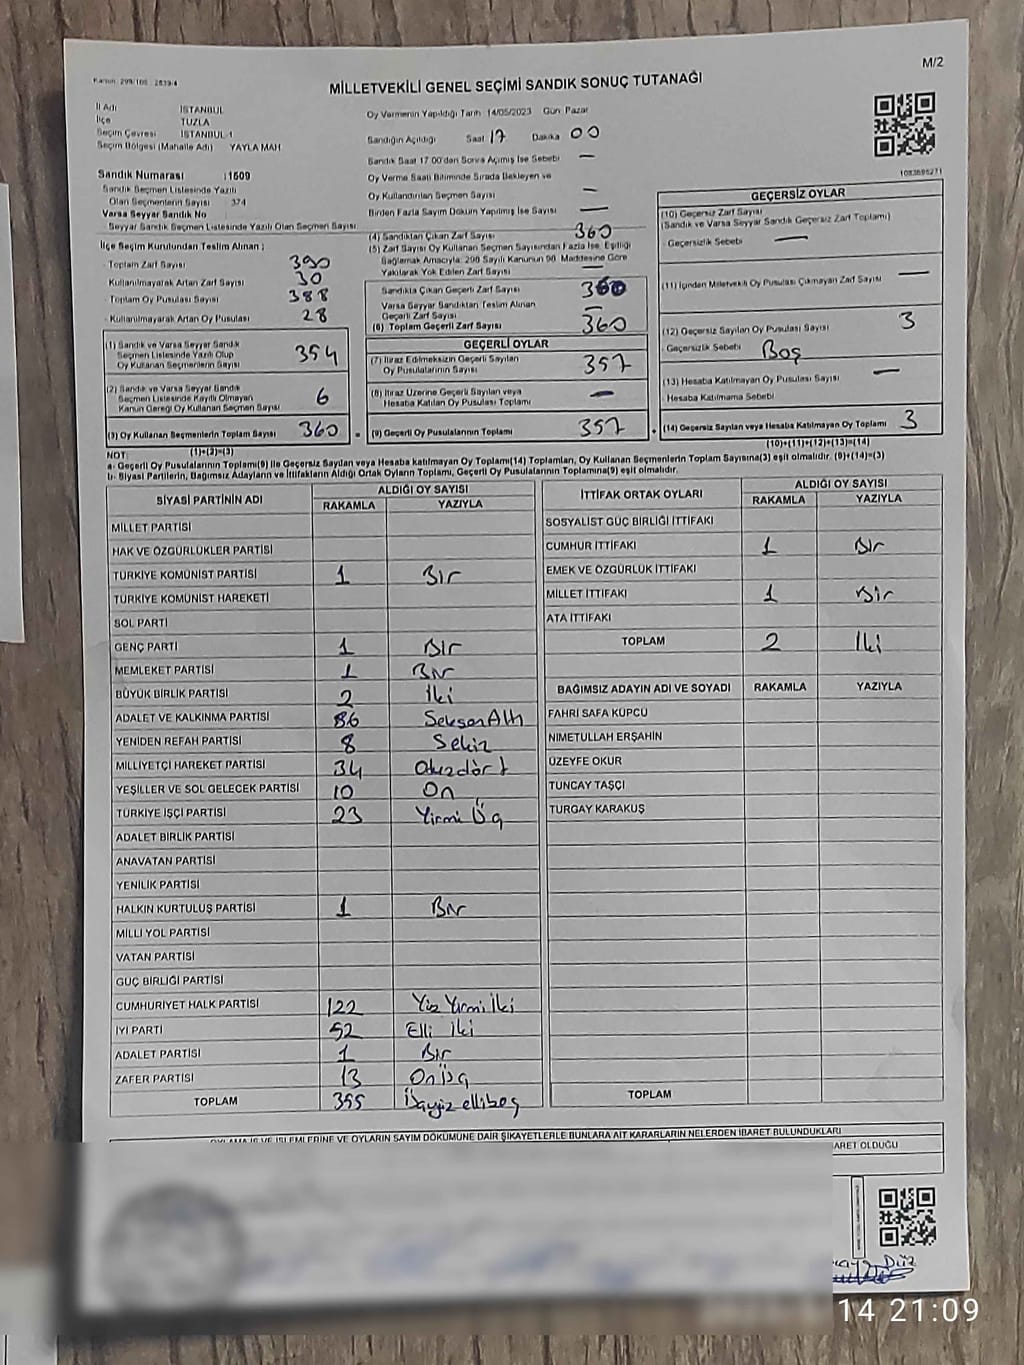 M/2
Kanun: 298/105 - 2839/4
MİLLETVEKİLİ GENEL SEÇİMİ SANDIK SONUÇ TUTANAĞI
İl Adı İSTANBUL
İlçe TUZLA
Seçim Çevresi İSTANBUL-1
Seçim Bölgesi (Mahalle Adı) YAYLA MAH
Oy Vermenin Yapıldığı Tarih 14/05/2023 Gün Pazar
Sandığın Açıldığı Saat 17 Dakika 00
Sandık Saat 17 00'dan Sonra Açılmış İse Sebebi —
Oy Verme Saati Bitiminde Sırada Bekleyen ve
Oy Kullandırılan Seçmen Sayısı —
Birden Fazla Sayım Döküm Yapılmış İse Sayısı —
Sandık Numarası : 1609
Sandık Seçmen Listesinde Yazılı
Olan Seçmenlerin Sayısı 374
Varsa Seyyar Sandık No
Seyyar Sandık Seçmen Listesinde Yazılı Olan Seçmen Sayısı
İlçe Seçim Kurulundan Teslim Alınan ;
- Toplam Zarf Sayısı 390
- Kullanılmayarak Artan Zarf Sayısı 30
- Toplam Oy Pusulası Sayısı 388
- Kullanılmayarak Artan Oy Pusulası 28
(1) Sandık ve Varsa Seyyar Sandık
Seçmen Listesinde Yazılı Olup
Oy Kullanan Seçmenlerin Sayısı 354
(2) Sandık ve Varsa Seyyar Sandık
Seçmen Listesinde Kayıtlı Olmayan
Kanun Gereği Oy Kullanan Seçmen Sayısı 6
(3) Oy Kullanan Seçmenlerin Toplam Sayısı 360
(1)+(2)=(3)
(4) Sandıktan Çıkan Zarf Sayısı 360
(5) Zarf Sayısı Oy Kullanan Seçmen Sayısından Fazla İse, Eşitliği
Sağlamak Amacıyla; 298 Sayılı Kanunun 98. Maddesine Göre
Yakılarak Yok Edilen Zarf Sayısı —
Sandıkta Çıkan Geçerli Zarf Sayısı 360
Varsa Seyyar Sandıktan Teslim Alınan
Geçerli Zarf Sayısı —
(6) Toplam Geçerli Zarf Sayısı 360
GEÇERLİ OYLAR
(7) İtiraz Edilmeksizin Geçerli Sayılan
Oy Pusulalarının Sayısı 357
(8) İtiraz Üzerine Geçerli Sayılan veya
Hesaba Katılan Oy Pusulası Toplamı —
(9) Geçerli Oy Pusulalarının Toplamı 357
1083695271
GEÇERSİZ OYLAR
(10) Geçersiz Zarf Sayısı
(Sandık ve Varsa Seyyar Sandık Geçersiz Zarf Toplamı)
- Geçersizlik Sebebi —
(11) İçinden Milletvekili Oy Pusulası Çıkmayan Zarf Sayısı —
(12) Geçersiz Sayılan Oy Pusulası Sayısı 3
- Geçersizlik Sebebi Boş
(13) Hesaba Katılmayan Oy Pusulası Sayısı —
- Hesaba Katılmama Sebebi
(14) Geçersiz Sayılan veya Hesaba Katılmayan Oy Toplamı 3
(10)+(11)+(12)+(13)=(14)
NOT:
a- Geçerli Oy Pusulalarının Toplamı(9) ile Geçersiz Sayılan veya Hesaba katılmayan Oy Toplamı(14) Toplamları, Oy Kullanan Seçmenlerin Toplam Sayısına(3) eşit olmalıdır. (9)+(14)=(3)
b- Siyasi Partilerin, Bağımsız Adayların ve İttifakların Aldığı Ortak Oyların Toplamı, Geçerli Oy Pusulalarının Toplamına(9) eşit olmalıdır.
SİYASİ PARTİNİN ADI ALDIĞI OY SAYISI
RAKAMLA YAZIYLA
MİLLET PARTİSİ
HAK VE ÖZGÜRLÜKLER PARTİSİ
TÜRKİYE KOMÜNİST PARTİSİ 1 Bir
TÜRKİYE KOMÜNİST HAREKETİ
SOL PARTİ
GENÇ PARTİ 1 Bir
MEMLEKET PARTİSİ 1 Bir
BÜYÜK BİRLİK PARTİSİ 2 İki
ADALET VE KALKINMA PARTİSİ 86 Seksen Altı
YENİDEN REFAH PARTİSİ 8 Sekiz
MİLLİYETÇİ HAREKET PARTİSİ 34 Otuzdört
YEŞİLLER VE SOL GELECEK PARTİSİ 10 On
TÜRKİYE İŞÇİ PARTİSİ 23 Yirmi Üç
ADALET BİRLİK PARTİSİ
ANAVATAN PARTİSİ
YENİLİK PARTİSİ
HALKIN KURTULUŞ PARTİSİ 1 Bir
MİLLİ YOL PARTİSİ
VATAN PARTİSİ
GÜÇ BİRLİĞİ PARTİSİ
CUMHURİYET HALK PARTİSİ 122 Yüz Yirmi İki
İYİ PARTİ 52 Elli iki
ADALET PARTİSİ 1 Bir
ZAFER PARTİSİ 13 Onüç
TOPLAM 355 Üçyüz ellibeş
İTTİFAK ORTAK OYLARI ALDIĞI OY SAYISI
RAKAMLA YAZIYLA
SOSYALİST GÜÇ BİRLİĞİ İTTİFAKI
CUMHUR İTTİFAKI 1 Bir
EMEK VE ÖZGÜRLÜK İTTİFAKI
MİLLET İTTİFAKI 1 Bir
ATA İTTİFAKI
TOPLAM 2 İki
BAĞIMSIZ ADAYIN ADI VE SOYADI RAKAMLA YAZIYLA
FAHRİ SAFA KÜPCÜ
NİMETULLAH ERŞAHİN
ÜZEYFE OKUR
TUNCAY TAŞÇI
TURGAY KARAKUŞ
TOPLAM
OYLAMA İŞ VE İŞLEMLERİNE VE OYLARIN SAYIM DÖKÜMÜNE DAİR ŞİKAYETLERLE BUNLARA AİT KARARLARIN NELERDEN İBARET BULUNDUKLARI
ARET OLDUĞU
Düz
14 21:09